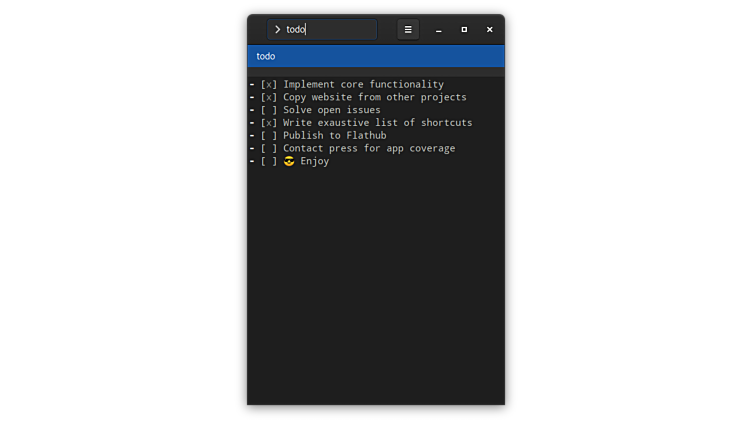 todo
todo
- [x] Implement core functionality
- [x] Copy website from other projects
- [ ] Solve open issues
- [x] Write exaustive list of shortcuts
- [ ] Publish to Flathub
- [ ] Contact press for app coverage
- [ ] 😎 Enjoy